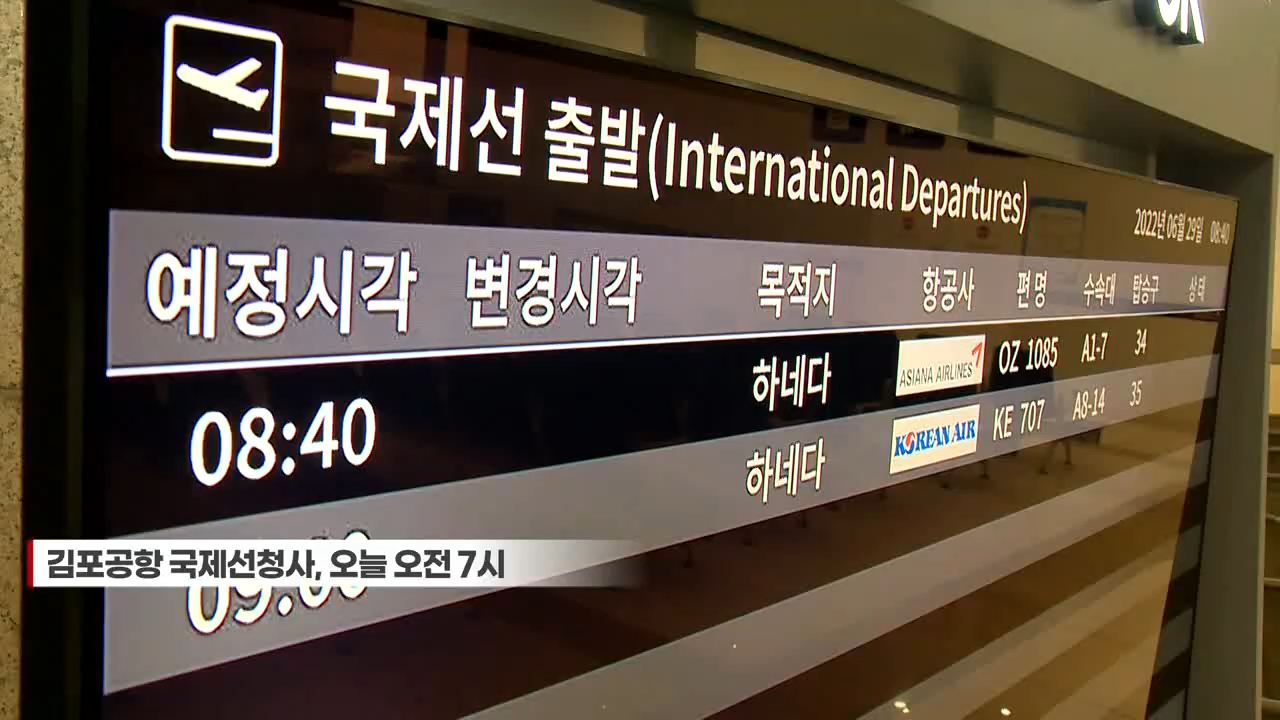 국제선 출발(International Departures)
2022년 06월 29일 08:40
예정시각 변경시각 목적지 항공사 편명 수속대 탑승구 상태
08:40 하네다 ASIANA AIRLINES OZ 1085 A1-7 34
하네다 KOREAN AIR KE 707 A8-14 35
김포공항 국제선청사, 오늘 오전 7시